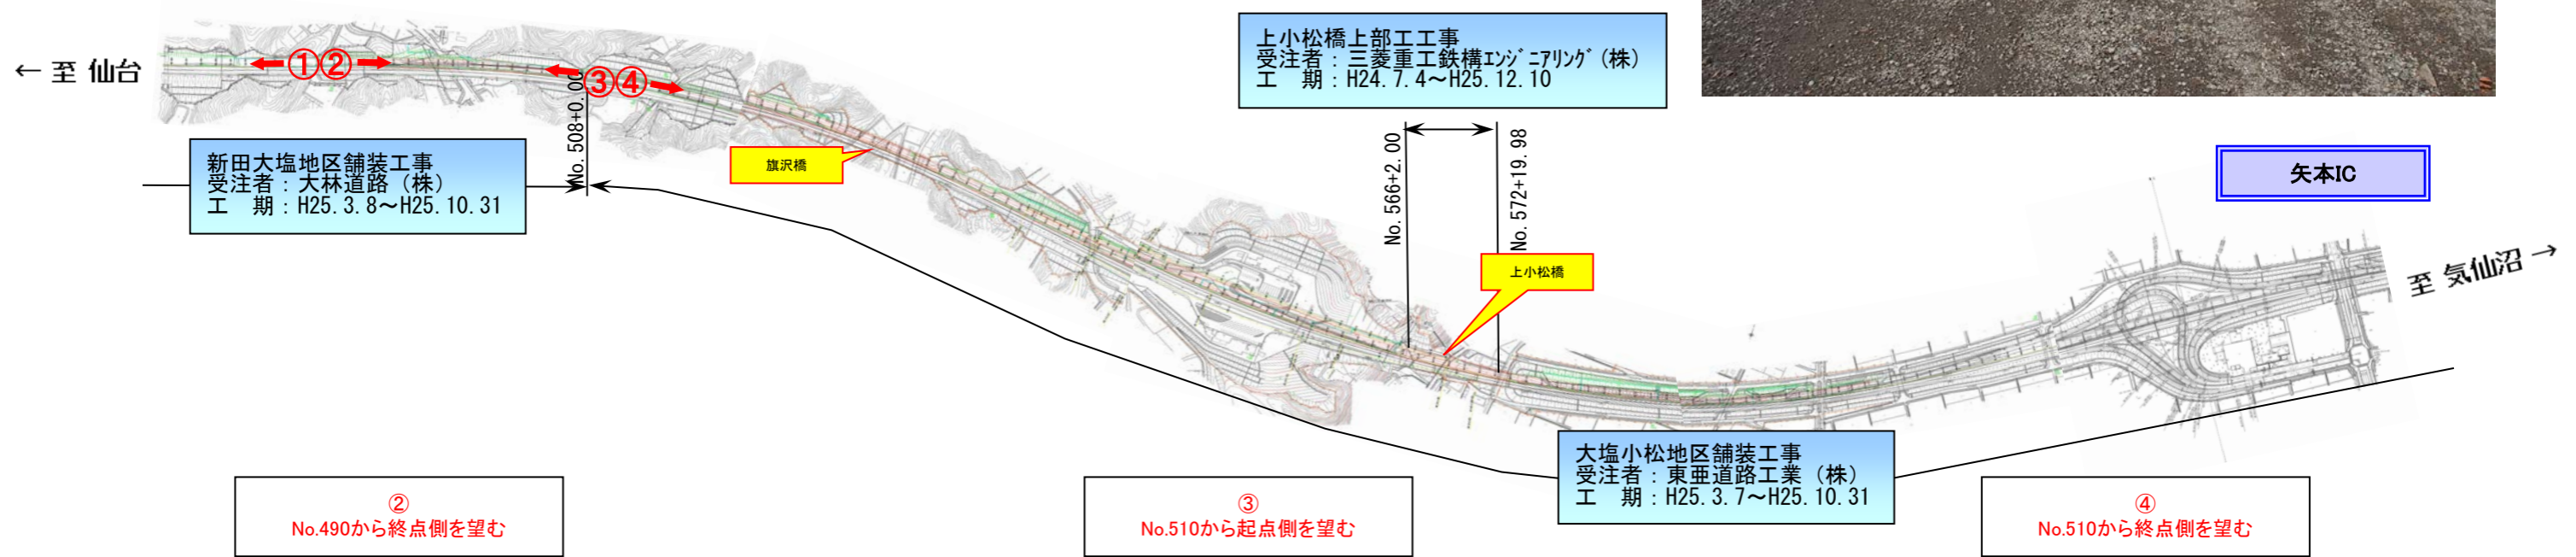 ← 至 仙台
①②
③④
No. 508+0.00
新田大塩地区舗装工事
受注者：大林道路（株）
工　期：H25.3.8～H25.10.31
旗沢橋
上小松橋上部工工事
受注者：三菱重工鉄構エンジニアリング（株）
工　期：H24.7.4～H25.12.10
No. 566+2.00
No. 572+19.98
上小松橋
矢本IC
至 気仙沼 →
大塩小松地区舗装工事
受注者：東亜道路工業（株）
工　期：H25.3.7～H25.10.31
②
No.490から終点側を望む
③
No.510から起点側を望む
④
No.510から終点側を望む